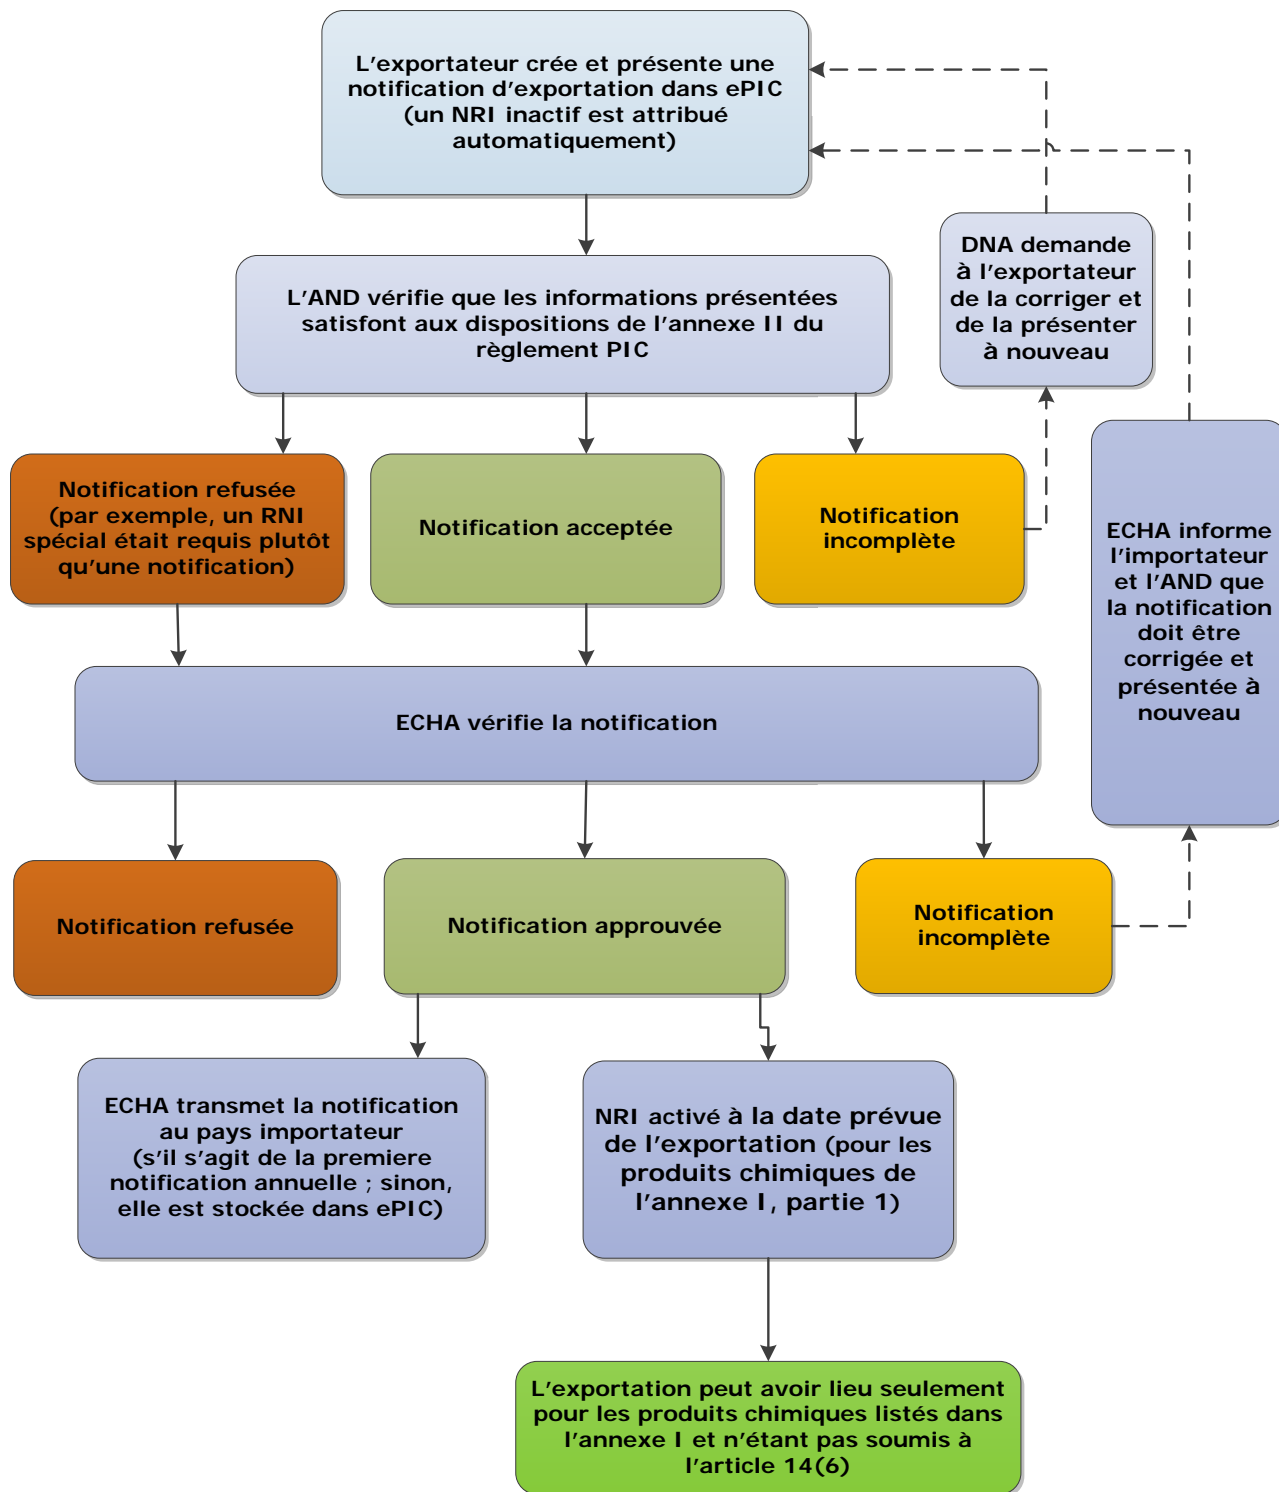 L'exportateur crée et présente une
notification d'exportation dans ePIC
(un NRI inactif est attribué
automatiquement)
DNA demande
à l'exportateur
de la corriger et
de la présenter
à nouveau
L'AND vérifie que les informations présentées
satisfont aux dispositions de l'annexe II du
règlement PIC
Notification refusée
(par exemple, un RNI
spécial était requis plutôt
qu'une notification)
Notification acceptée
Notification
incomplète
ECHA informe
l'importateur
et l'AND que
la notification
doit être
corrigée et
présentée à
nouveau
ECHA vérifie la notification
Notification refusée
Notification approuvée
Notification
incomplète
ECHA transmet la notification
au pays importateur
(s'il s'agit de la premiere
notification annuelle ; sinon,
elle est stockée dans ePIC)
NRI activé à la date prévue
de l'exportation (pour les
produits chimiques de
l'annexe I, partie 1)
L'exportation peut avoir lieu seulement
pour les produits chimiques listés dans
l'annexe I et n'étant pas soumis à
l'article 14(6)